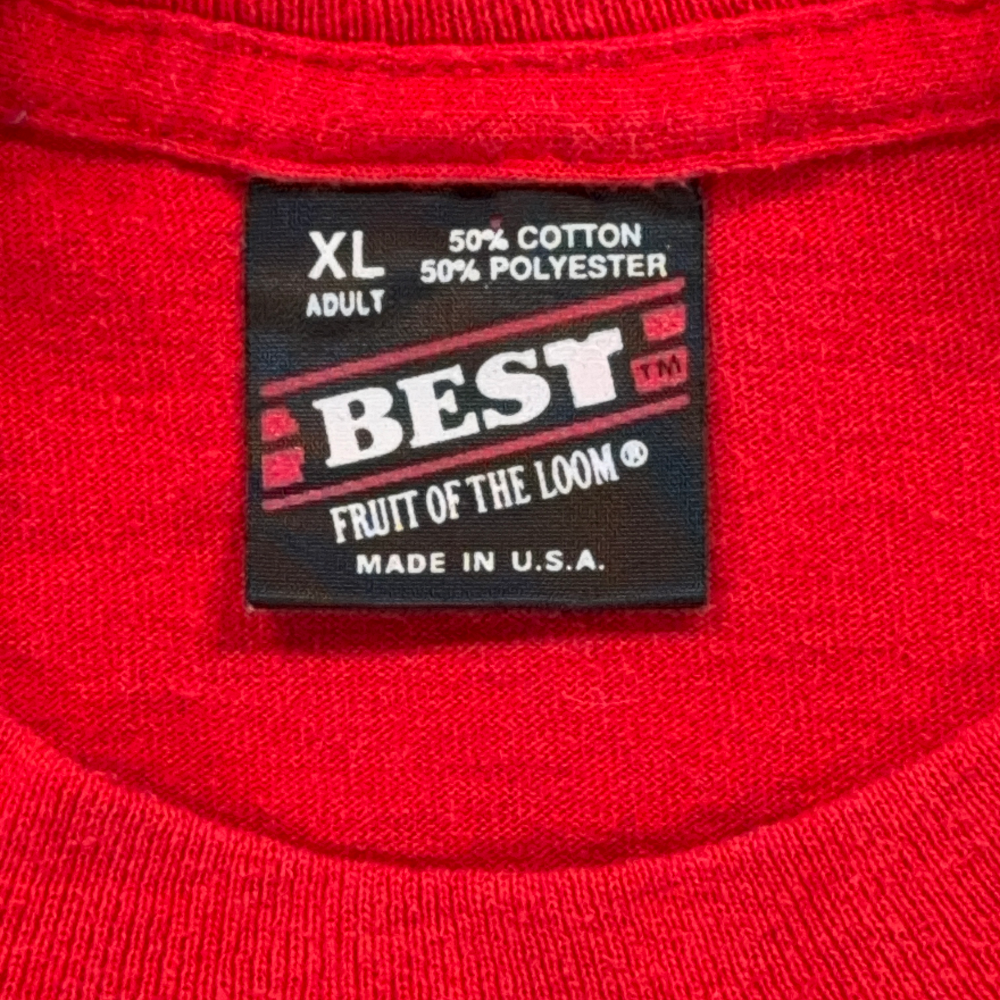 XL
ADULT
50% COTTON
50% POLYESTER
BEST
TM
FRUIT OF THE LOOM ®
MADE IN U.S.A.